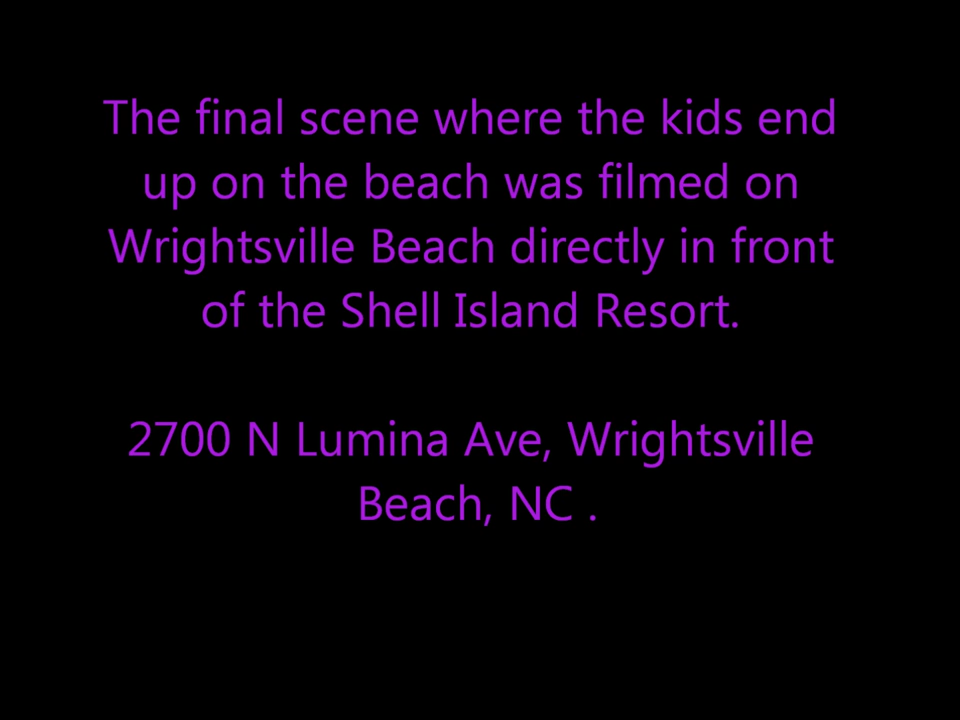 The final scene where the kids end
up on the beach was filmed on
Wrightsville Beach directly in front
of the Shell Island Resort.
2700 N Lumina Ave, Wrightsville
Beach, NC .